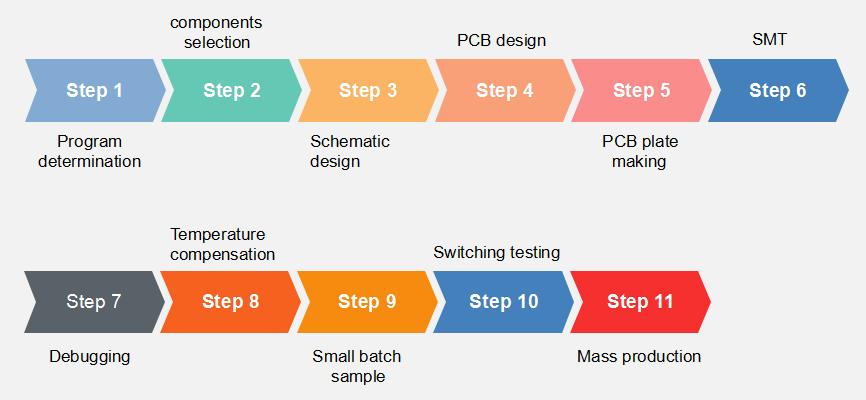 components
selection
PCB design
SMT
Step 1
Step 2
Step 3
Step 4
Step 5
Step 6
Program
determination
Schematic
design
PCB plate
making
Temperature
compensation
Switching testing
Step 7
Step 8
Step 9
Step 10
Step 11
Debugging
Small batch
sample
Mass production